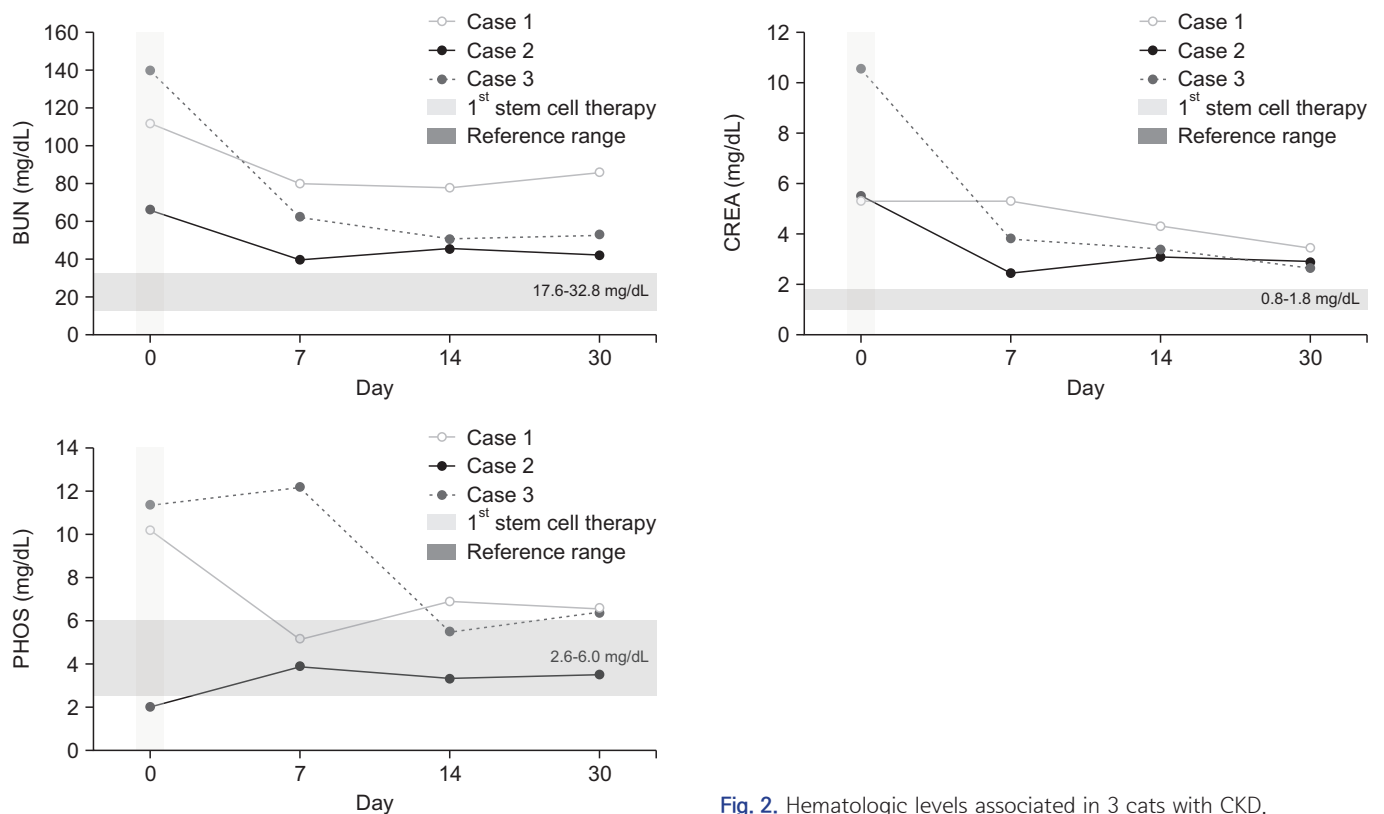 160
140
120
100
80
60
40
20
0
BUN (mg/dL)
Case 1
Case 2
Case 3
1st stem cell therapy
Reference range
17.6-32.8 mg/dL
0 7 14 30
Day
12
10
8
6
4
2
0
CREA (mg/dL)
Case 1
Case 2
Case 3
1st stem cell therapy
Reference range
0.8-1.8 mg/dL
0 7 14 30
Day
14
12
10
8
6
4
2
0
PHOS (mg/dL)
Case 1
Case 2
Case 3
1st stem cell therapy
Reference range
2.6-6.0 mg/dL
0 7 14 30
Day
Fig. 2. Hematologic levels associated in 3 cats with CKD.